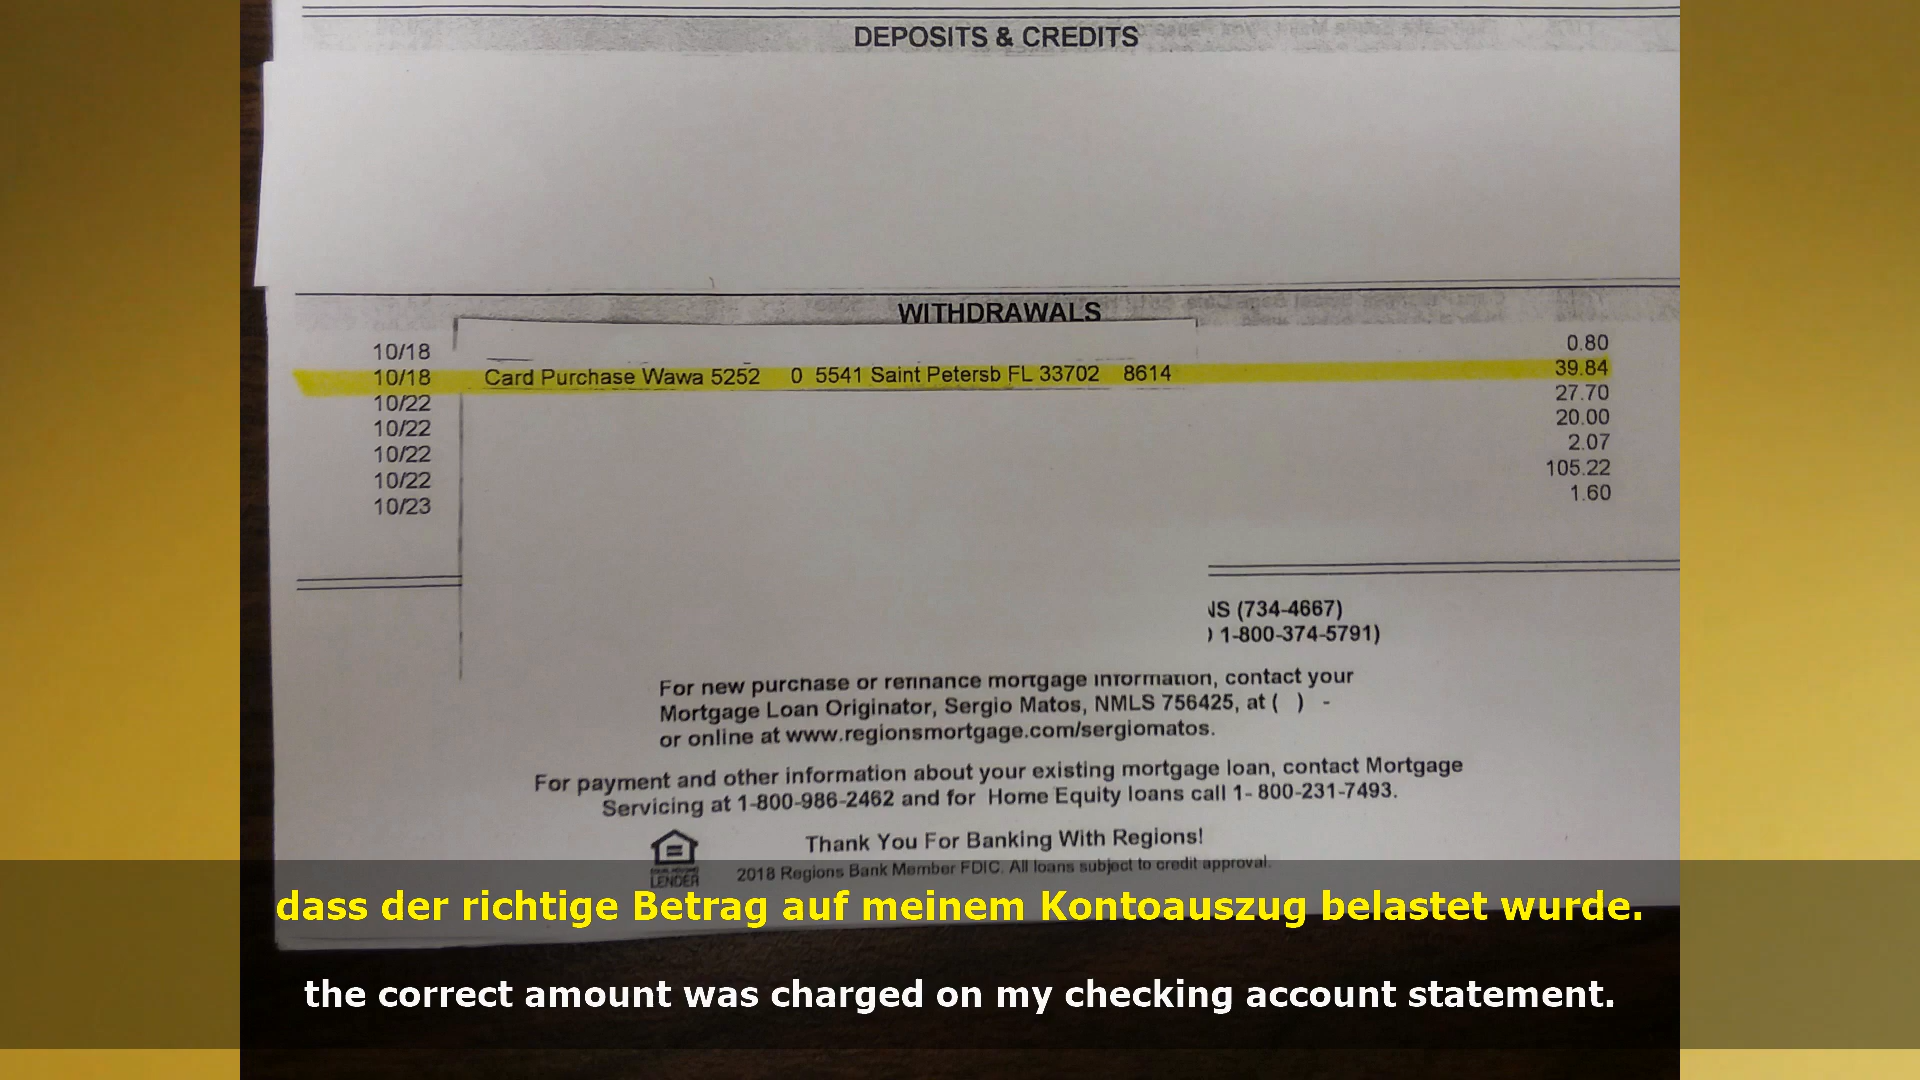 DEPOSITS & CREDITS
WITHDRAWALS
10/18 0.80
10/18 Card Purchase Wawa 5252 0 5541 Saint Petersb FL 33702 8614 39.84
10/22 27.70
10/22 20.00
10/22 2.07
10/22 105.22
10/23 1.60
NS (734-4667)
) 1-800-374-5791)
For new purchase or refinance mortgage information, contact your
Mortgage Loan Originator, Sergio Matos, NMLS 756425, at ( ) -
or online at www.regionsmortgage.com/sergiomatos.
For payment and other information about your existing mortgage loan, contact Mortgage
Servicing at 1-800-986-2462 and for Home Equity loans call 1- 800-231-7493.
Thank You For Banking With Regions!
LENDER
2018 Regions Bank Member FDIC. All loans subject to credit approval.
dass der richtige Betrag auf meinem Kontoauszug belastet wurde.
the correct amount was charged on my checking account statement.